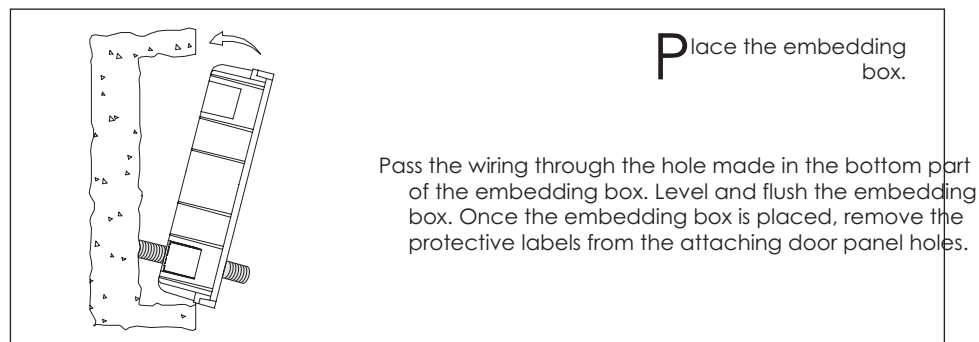 Place the embedding
box.
Pass the wiring through the hole made in the bottom part
of the embedding box. Level and flush the embedding
box. Once the embedding box is placed, remove the
protective labels from the attaching door panel holes.